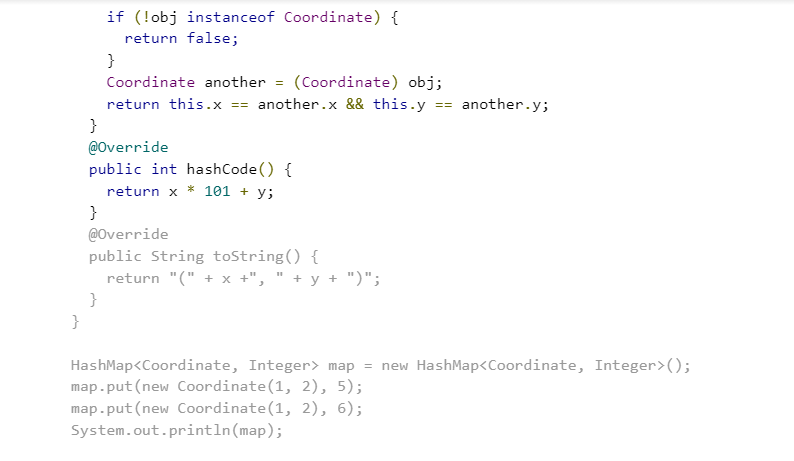 if (!obj instanceof Coordinate) {
return false;
}
Coordinate another = (Coordinate) obj;
return this.x == another.x && this.y == another.y;
}
@Override
public int hashCode() {
return x * 101 + y;
}
@Override
public String toString() {
return "(" + x +", " + y + ")";
}
}
HashMap<Coordinate, Integer> map = new HashMap<Coordinate, Integer>();
map.put(new Coordinate(1, 2), 5);
map.put(new Coordinate(1, 2), 6);
System.out.println(map);